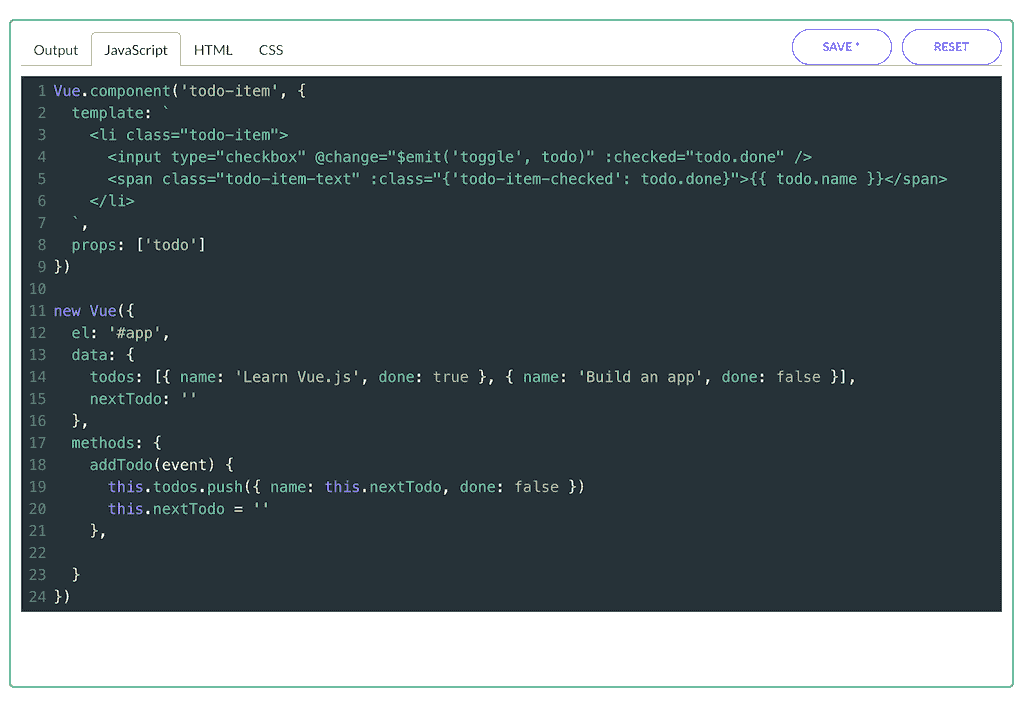 Output JavaScript HTML CSS SAVE * RESET
1 Vue.component('todo-item', {
2   template: `
3     <li class="todo-item">
4       <input type="checkbox" @change="$emit('toggle', todo)" :checked="todo.done" />
5       <span class="todo-item-text" :class="{'todo-item-checked': todo.done}">{{ todo.name }}</span>
6     </li>
7   `,
8   props: ['todo']
9 })
10
11 new Vue({
12   el: '#app',
13   data: {
14     todos: [{ name: 'Learn Vue.js', done: true }, { name: 'Build an app', done: false }],
15     nextTodo: ''
16   },
17   methods: {
18     addTodo(event) {
19       this.todos.push({ name: this.nextTodo, done: false })
20       this.nextTodo = ''
21     },
22
23   }
24 })